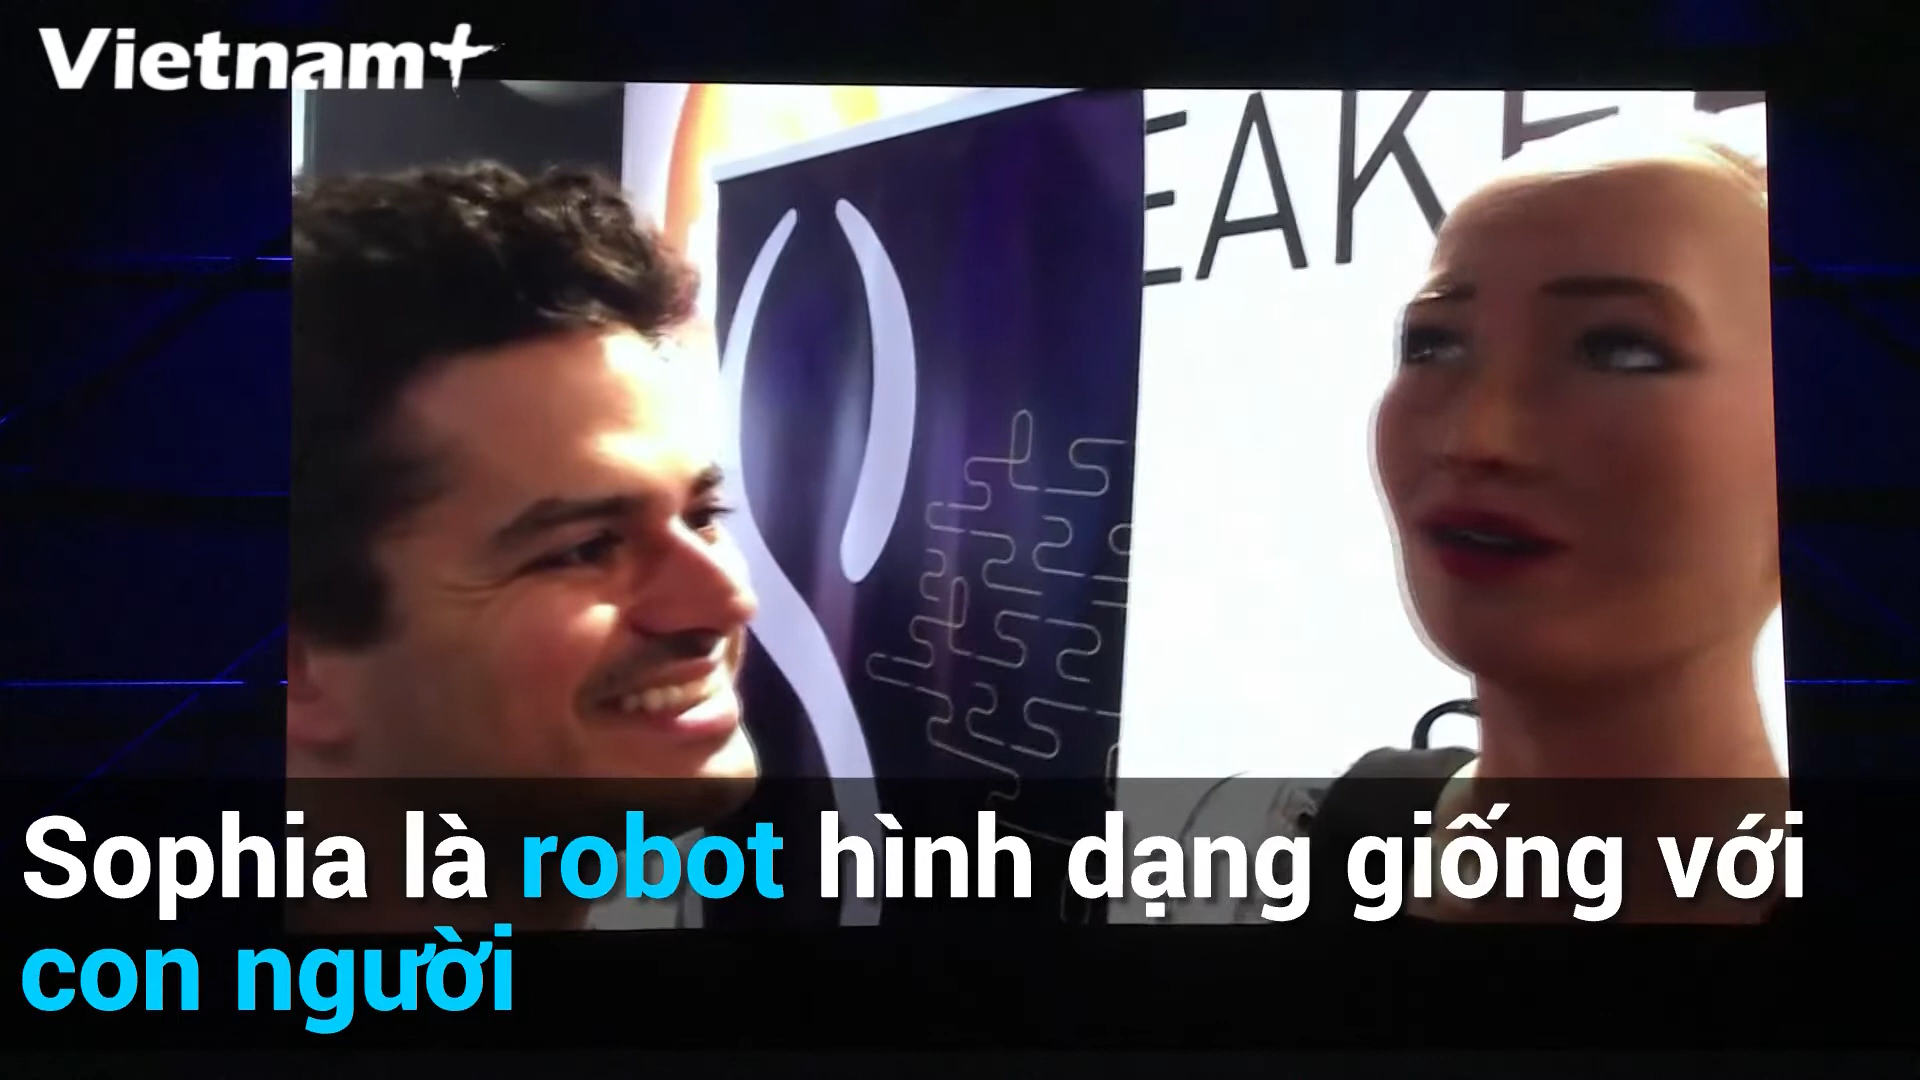 Vietnam+
EAKE
Sophia là robot hình dạng giống với
con người